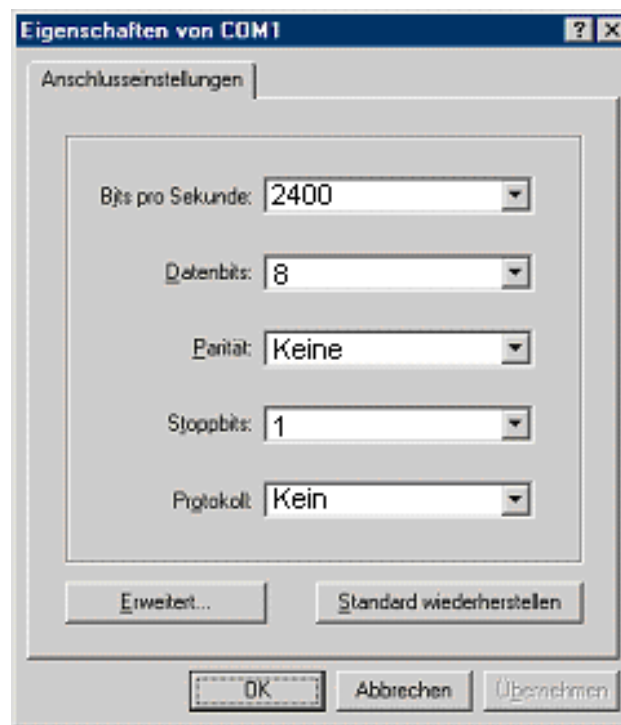 Eigenschaften von COM1
Anschlusseinstellungen
Bits pro Sekunde: 2400
Datenbits: 8
Parität: Keine
Stoppbits: 1
Protokoll: Kein
Erweitert... Standard wiederherstellen
OK Abbrechen Übernehmen